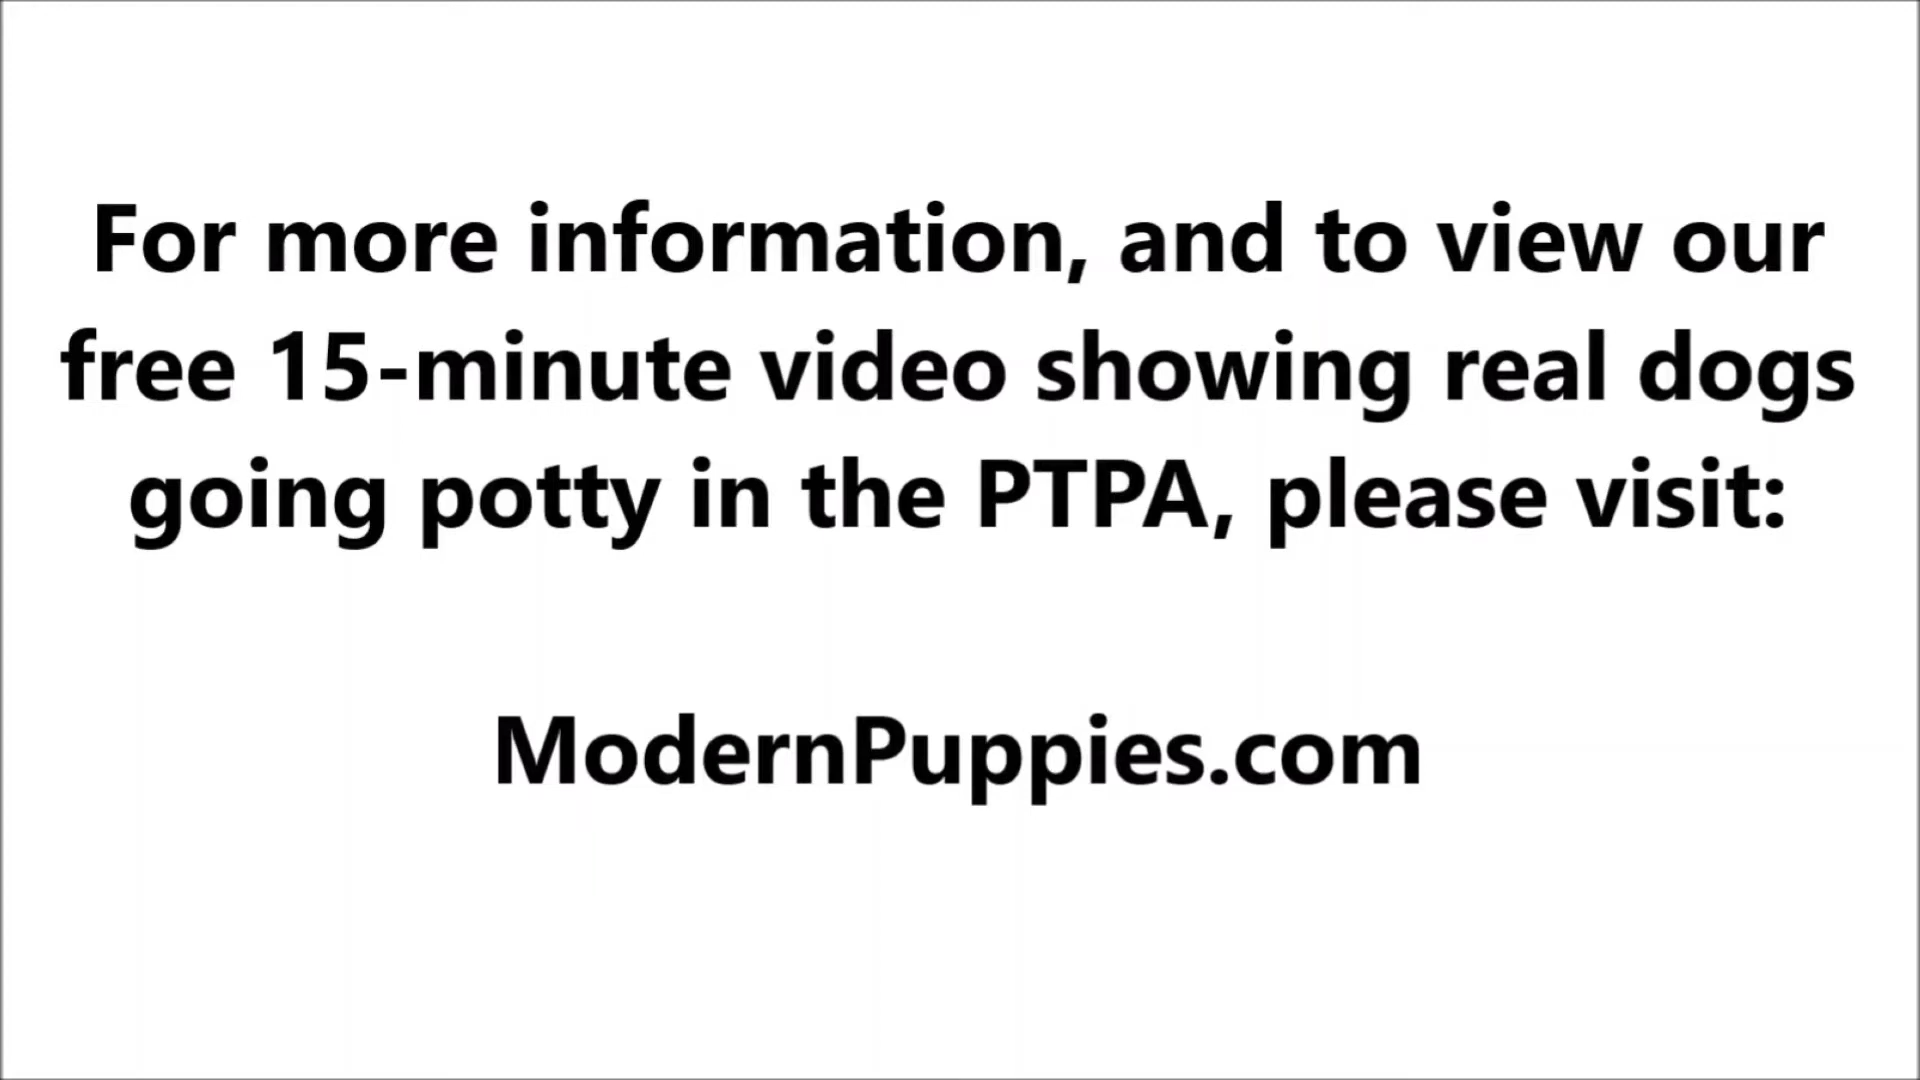 For more information, and to view our
free 15-minute video showing real dogs
going potty in the PTPA, please visit:
ModernPuppies.com